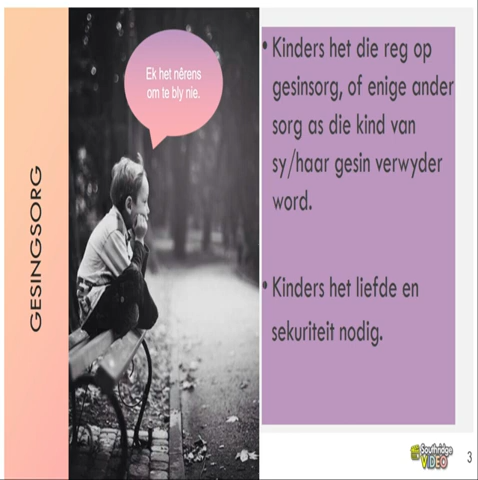 GESINGSORG
Ek het nêrens
om te bly nie.
• Kinders het die reg op
gesinsorg, of enige ander
sorg as die kind van
sy/haar gesin verwyder
word.
• Kinders het liefde en
sekuriteit nodig.
Southridge
VIDEO
3